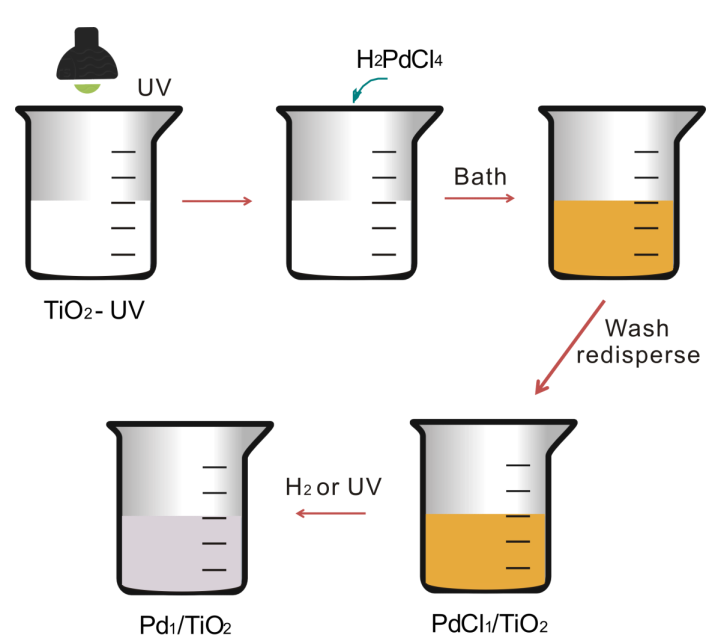 UV
H₂PdCl₄
Bath
TiO₂- UV
Wash
redisperse
H₂ or UV
Pd₁/TiO₂
PdCl₁/TiO₂